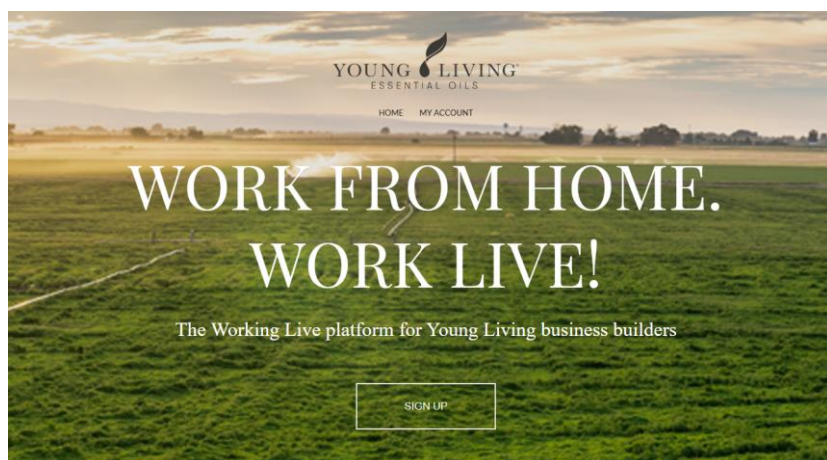 YOUNG LIVING
ESSENTIAL OILS
HOME MY ACCOUNT
WORK FROM HOME.
WORK LIVE!
The Working Live platform for Young Living business builders
SIGN UP